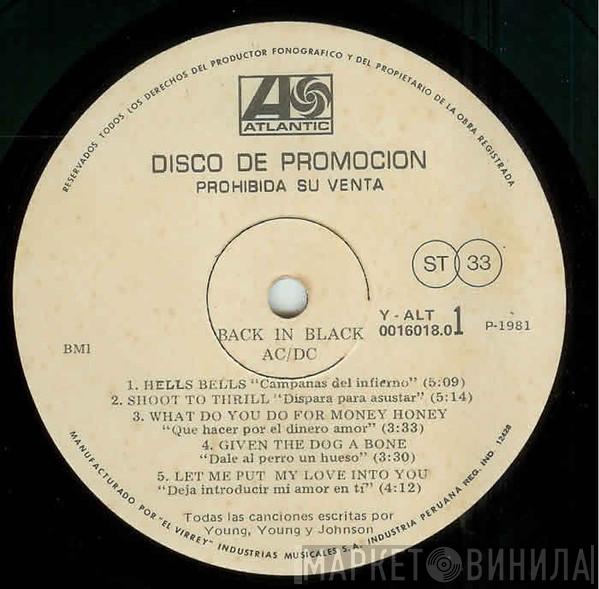 RESERVADOS TODOS LOS DERECHOS DEL PRODUCTOR FONOGRAFICO Y DEL PROPIETARIO DE LA OBRA REGISTRADA
ATLANTIC
DISCO DE PROMOCION
PROHIBIDA SU VENTA
ST 33
BACK IN BLACK
AC/DC
Y - ALT
0016018.01
P-1981
BMI
1. HELLS BELLS "Campanas del infierno" (5:09)
2. SHOOT TO THRILL "Dispara para asustar" (5:14)
3. WHAT DO YOU DO FOR MONEY HONEY
"Que hacer por el dinero amor" (3:33)
4. GIVEN THE DOG A BONE
"Dale al perro un hueso" (3:30)
5. LET ME PUT MY LOVE INTO YOU
"Deja introducir mi amor en ti" (4:12)
Todas las canciones escritas por
Young, Young y Johnson
MANUFACTURADO POR "EL VIRREY" INDUSTRIAS MUSICALES S.A. INDUSTRIA PERUANA REG. IND. 12628
МАРКЕТ ВИНИЛА